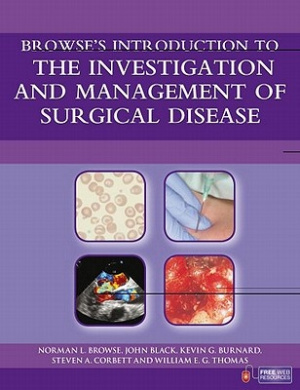 BROWSE'S INTRODUCTION TO
THE INVESTIGATION
AND MANAGEMENT OF
SURGICAL DISEASE
NORMAN L. BROWSE, JOHN BLACK, KEVIN G. BURNAND,
STEVEN A. CORBETT AND WILLIAM E. G. THOMAS
FREE WEB
RESOURCES